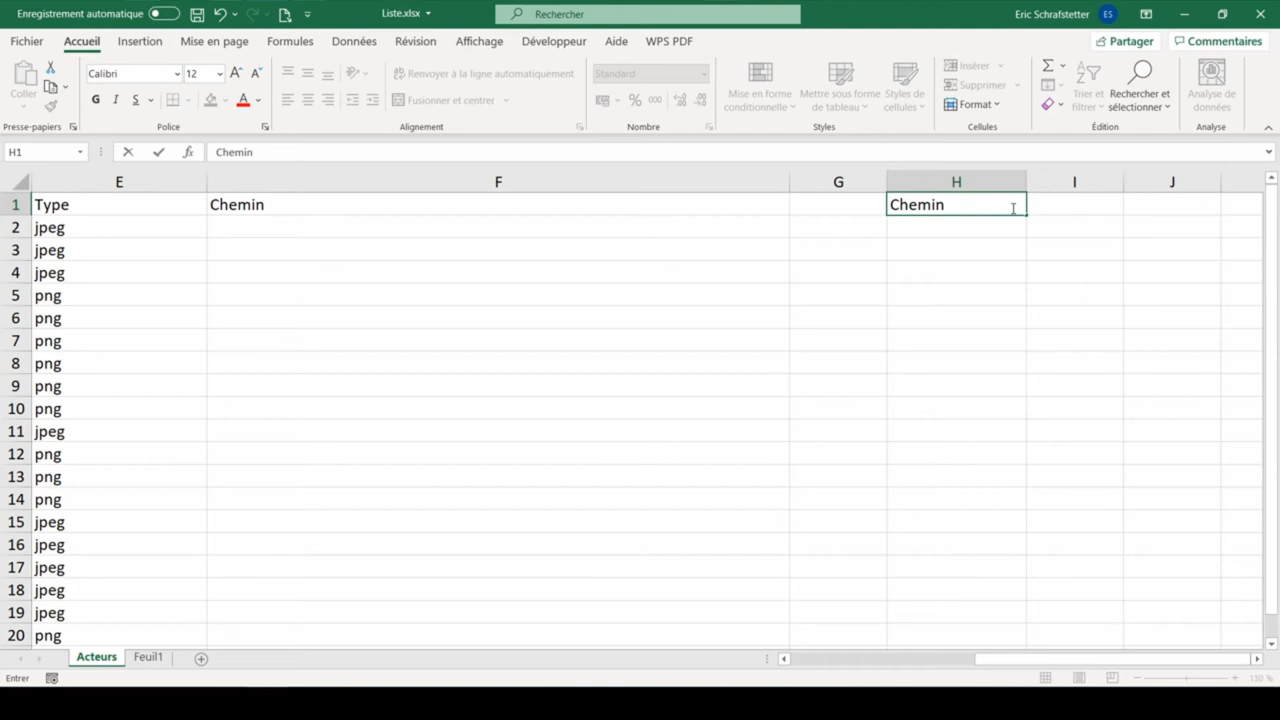 Enregistrement automatique
Liste.xlsx
Rechercher
Eric Schrafstetter
ES
Fichier Accueil Insertion Mise en page Formules Données Révision Affichage Développeur Aide WPS PDF
Partager
Commentaires
Coller
Presse-papiers
Calibri 12
G I S
Police
Renvoyer à la ligne automatiquement
Fusionner et centrer
Alignement
Standard
% 000
Nombre
Mise en forme conditionnelle
Mettre sous forme de tableau
Styles de cellules
Styles
Insérer
Supprimer
Format
Cellules
Trier et filtrer
Rechercher et sélectionner
Édition
Analyse de données
Analyse
H1 fx Chemin
E F G H I J
1 Type Chemin Chemin
2 jpeg
3 jpeg
4 jpeg
5 png
6 png
7 png
8 png
9 png
10 png
11 jpeg
12 png
13 png
14 png
15 jpeg
16 jpeg
17 jpeg
18 jpeg
19 jpeg
20 png
Acteurs Feuil1
Entrer
130 %